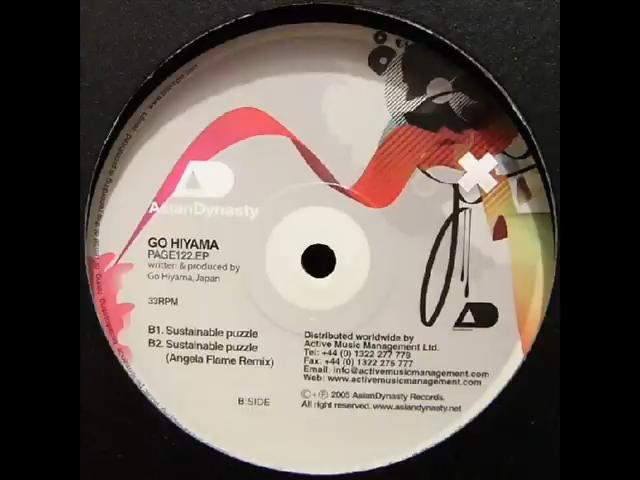 AsianDynasty
GO HIYAMA
PAGE122.EP
written & produced by
Go Hiyama, Japan
33RPM
B1. Sustainable puzzle
B2. Sustainable puzzle
(Angela Flame Remix)
B:SIDE
Distributed worldwide by
Active Music Management Ltd.
Tel: +44 (0) 1322 277 779
Fax: +44 (0) 1322 275 777
Email: info@activemusicmanagement.com
Web: www.activemusicmanagement.com
©+℗ 2005 AsianDynasty Records.
All right reserved. www.asiandynasty.net